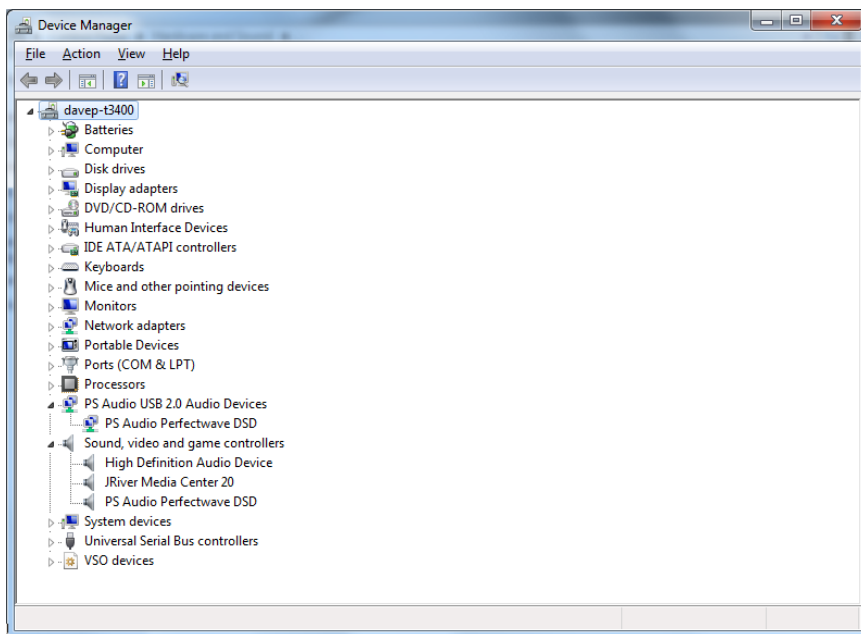 Device Manager
File Action View Help
davep-t3400
Batteries
Computer
Disk drives
Display adapters
DVD/CD-ROM drives
Human Interface Devices
IDE ATA/ATAPI controllers
Keyboards
Mice and other pointing devices
Monitors
Network adapters
Portable Devices
Ports (COM & LPT)
Processors
PS Audio USB 2.0 Audio Devices
PS Audio Perfectwave DSD
Sound, video and game controllers
High Definition Audio Device
JRiver Media Center 20
PS Audio Perfectwave DSD
System devices
Universal Serial Bus controllers
VSO devices